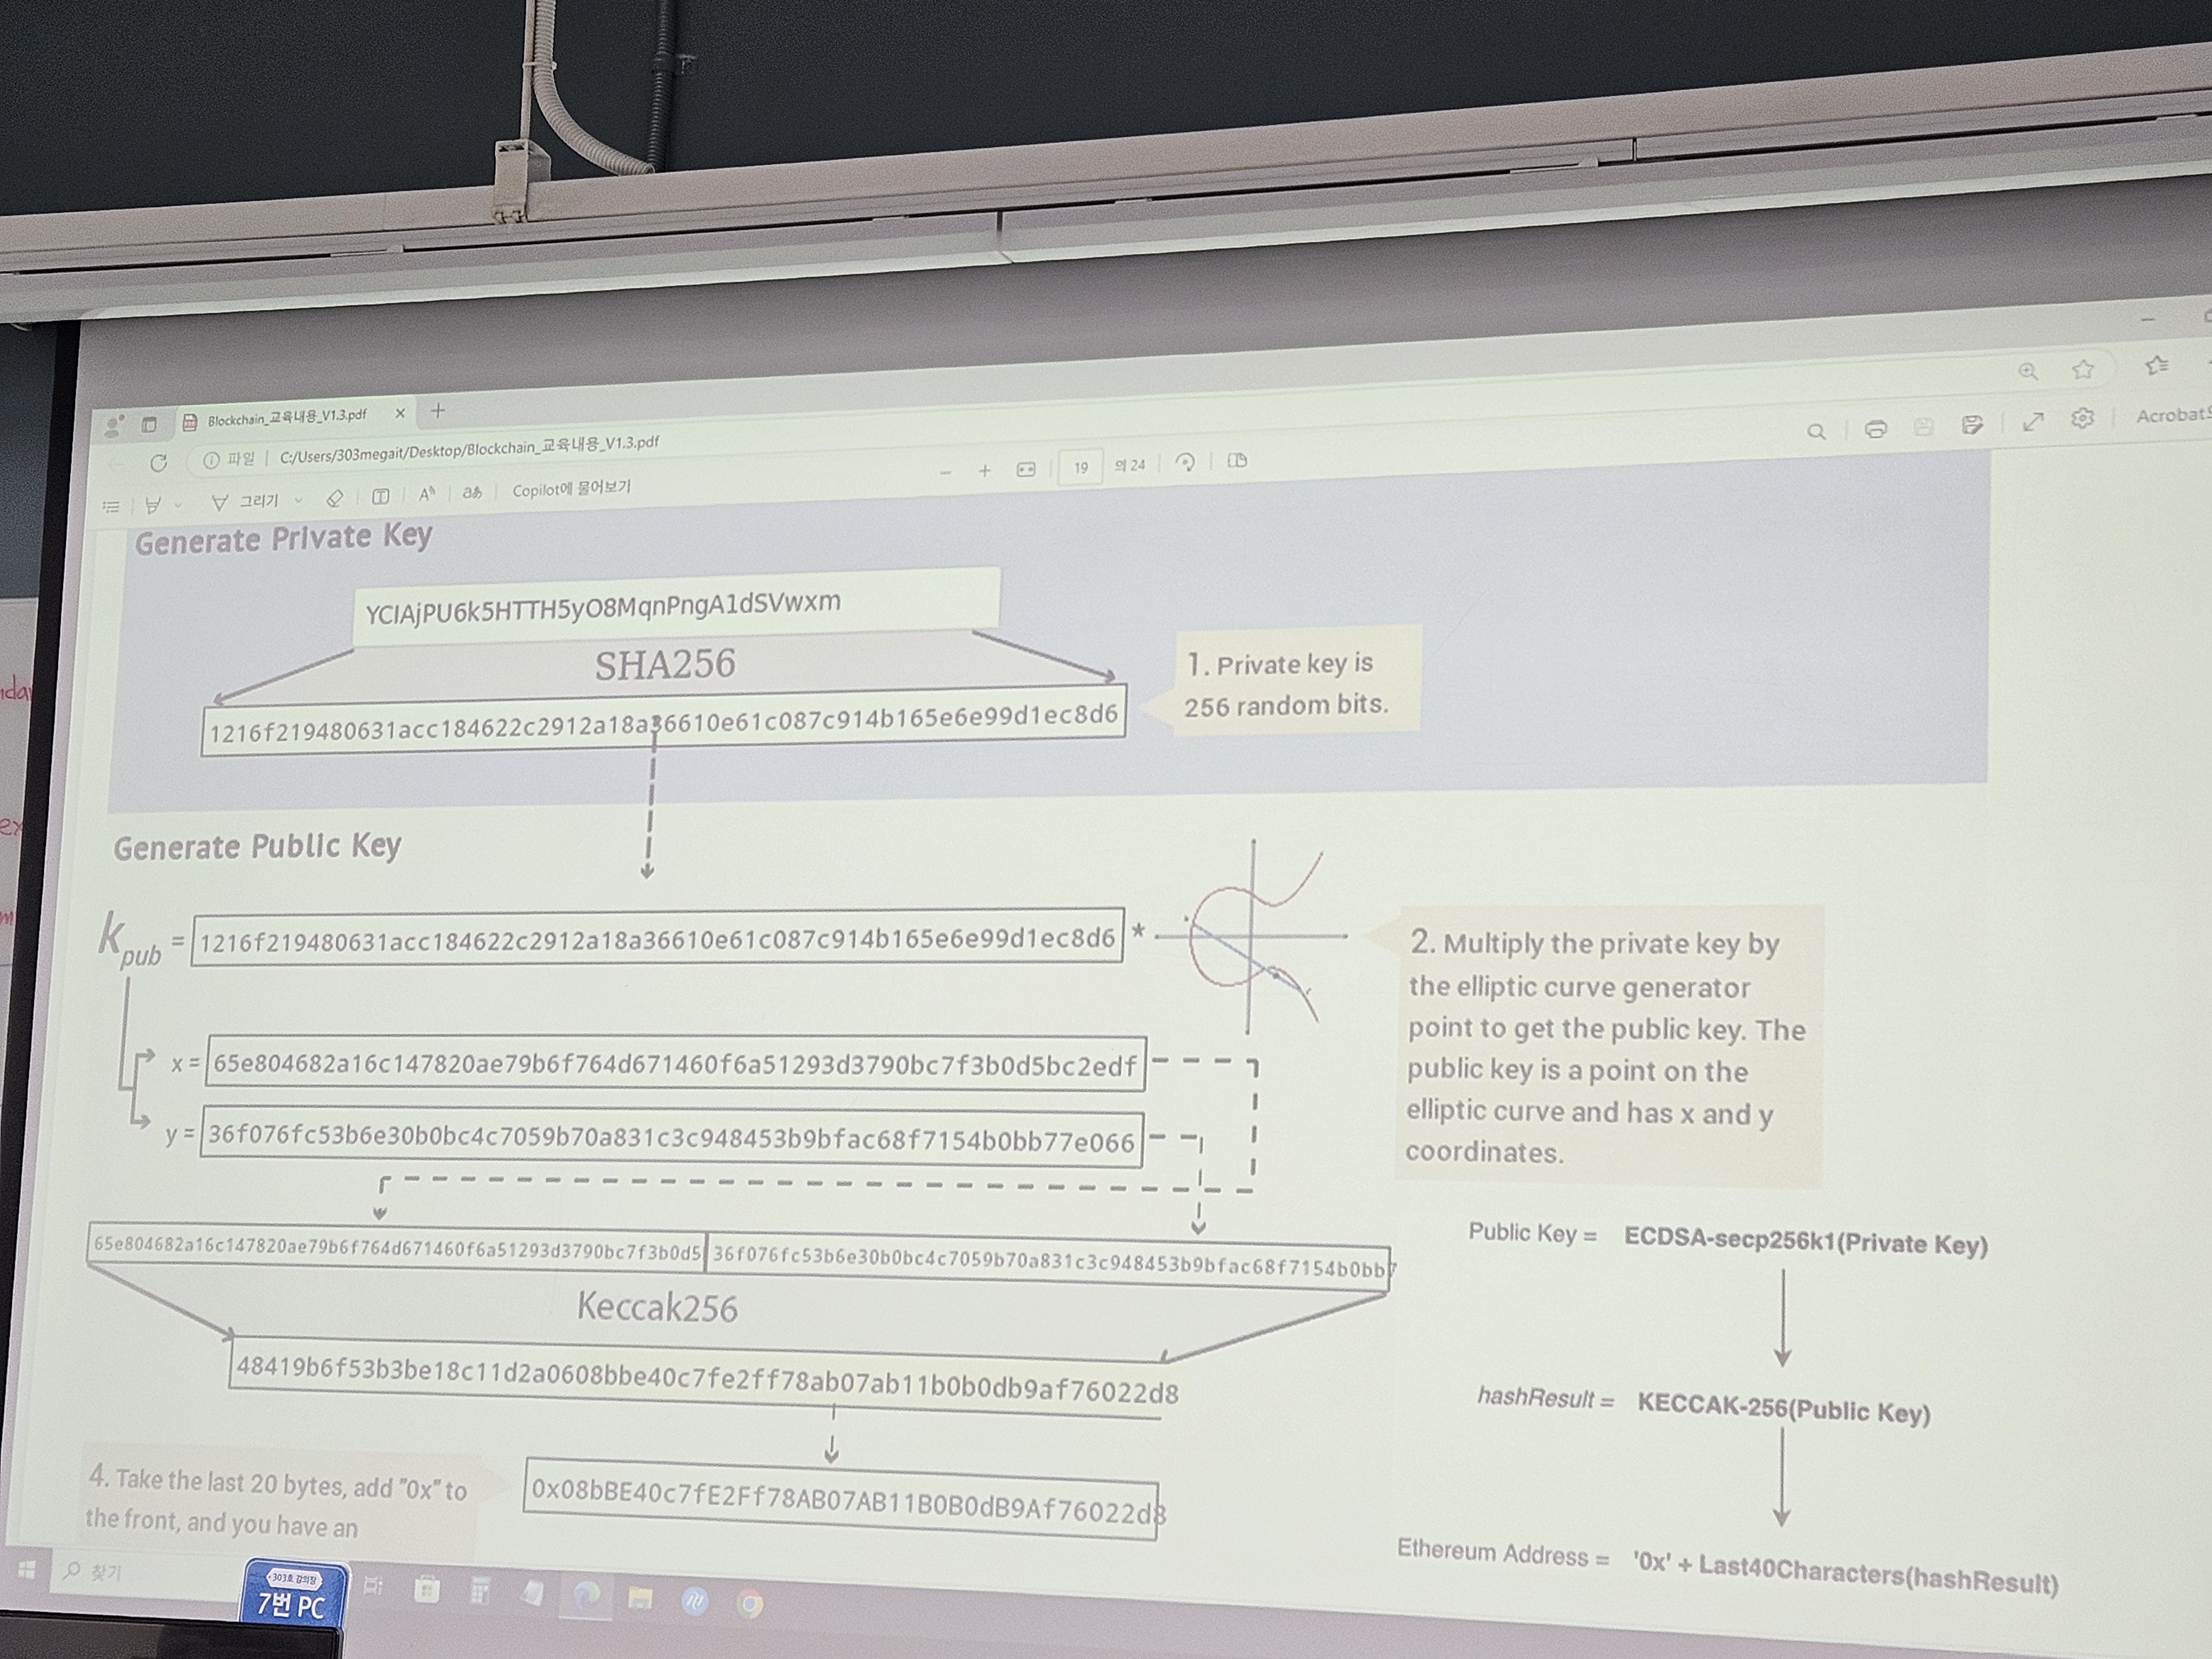 Blockchain_교육내용_V1.3.pdf
파일 | C:/Users/303megait/Desktop/Blockchain_교육내용_V1.3.pdf
그리기
aあ
Copilot에 물어보기
19 의 24
Acrobat
Generate Private Key
YCIAjPU6k5HTTH5yO8MqnPngA1dSVwxm
SHA256
1216f219480631acc184622c2912a18a36610e61c087c914b165e6e99d1ec8d6
1. Private key is
256 random bits.
Generate Public Key
kpub = 1216f219480631acc184622c2912a18a36610e61c087c914b165e6e99d1ec8d6 *
2. Multiply the private key by
the elliptic curve generator
point to get the public key. The
public key is a point on the
elliptic curve and has x and y
coordinates.
x = 65e804682a16c147820ae79b6f764d671460f6a51293d3790bc7f3b0d5bc2edf
y = 36f076fc53b6e30b0bc4c7059b70a831c3c948453b9bfac68f7154b0bb77e066
65e804682a16c147820ae79b6f764d671460f6a51293d3790bc7f3b0d5 36f076fc53b6e30b0bc4c7059b70a831c3c948453b9bfac68f7154b0bb7
Keccak256
48419b6f53b3be18c11d2a0608bbe40c7fe2ff78ab07ab11b0b0db9af76022d8
4. Take the last 20 bytes, add "0x" to
the front, and you have an
0x08bBE40c7fE2Ff78AB07AB11B0B0dB9Af76022d8
Public Key = ECDSA-secp256k1(Private Key)
hashResult = KECCAK-256(Public Key)
Ethereum Address = '0x' + Last40Characters(hashResult)
찾기
303호 강의장
7번 PC